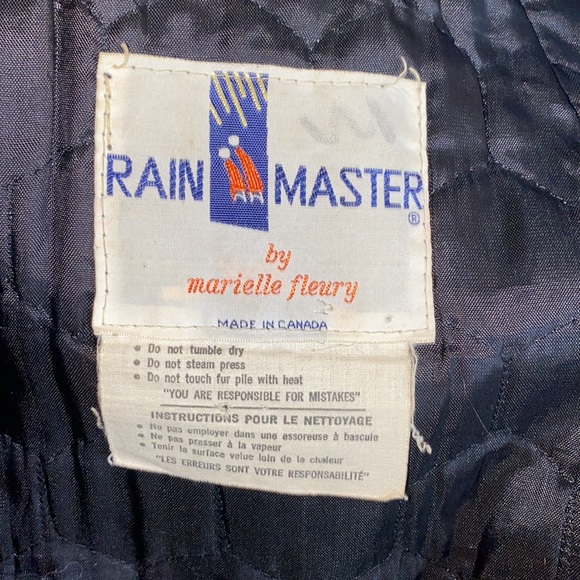 RAIN MASTER®
by
marielle fleury
MADE IN CANADA
• Do not tumble dry
• Do not steam press
• Do not touch fur pile with heat
"YOU ARE RESPONSIBLE FOR MISTAKES"
INSTRUCTIONS POUR LE NETTOYAGE
• No pas employer dans une assoreuse à bascule
• Ne pas presser à la vapeur
• Tenir la surface velue loin de la chaleur
"LES ERREURS SONT VOTRE RESPONSABILITÉ"